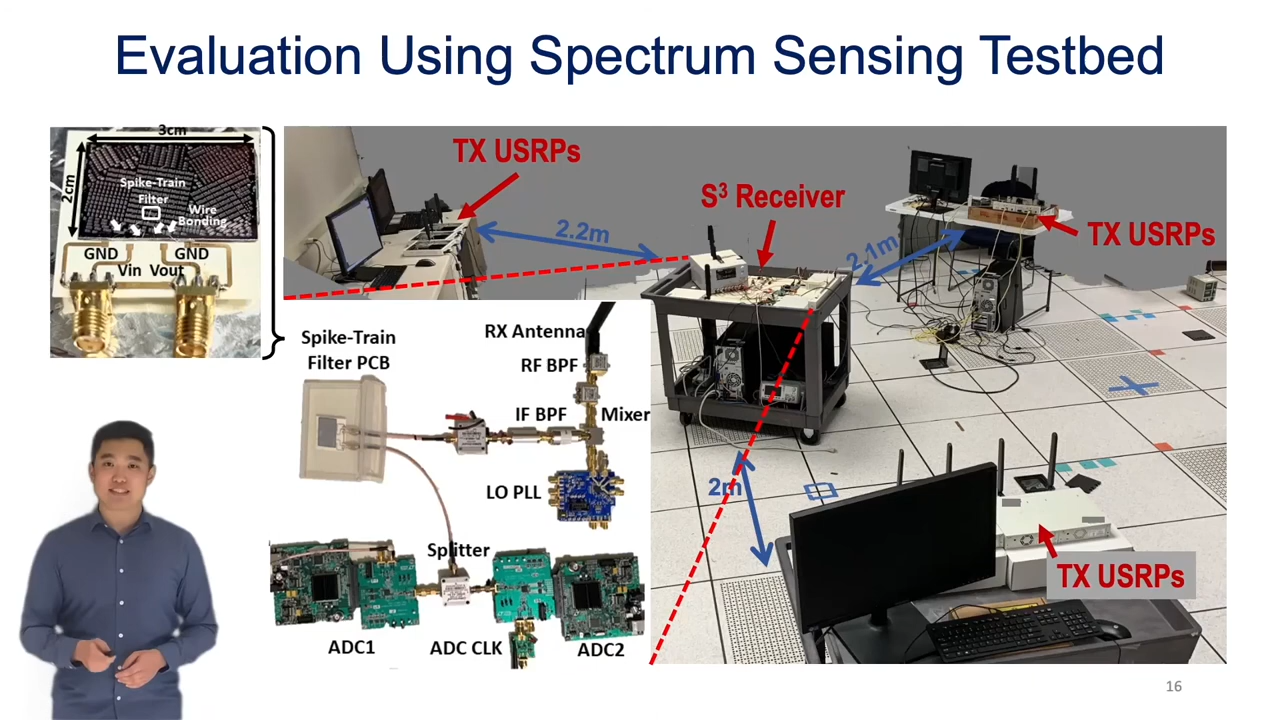 Evaluation Using Spectrum Sensing Testbed
3cm
2cm
Spike-Train
Filter
Wire
Bonding
GND
GND
Vin
Vout
TX USRPs
2.2m
S³ Receiver
2.1m
TX USRPs
Spike-Train
Filter PCB
RX Antenna
RF BPF
IF BPF
Mixer
LO PLL
2m
Splitter
TX USRPs
ADC1
ADC CLK
ADC2
16